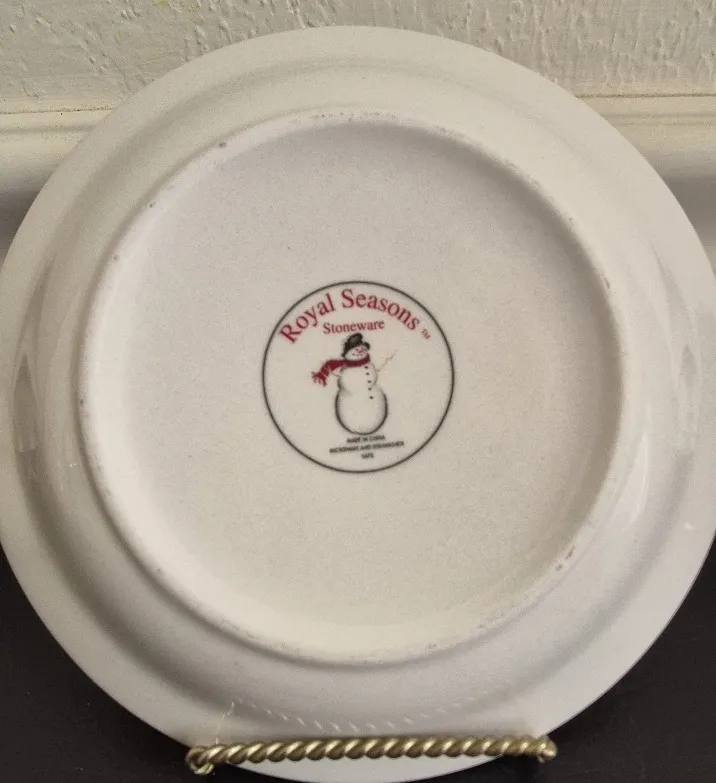 Royal Seasons TM
Stoneware
MADE IN CHINA
MICROWAVE AND DISHWASHER
SAFE